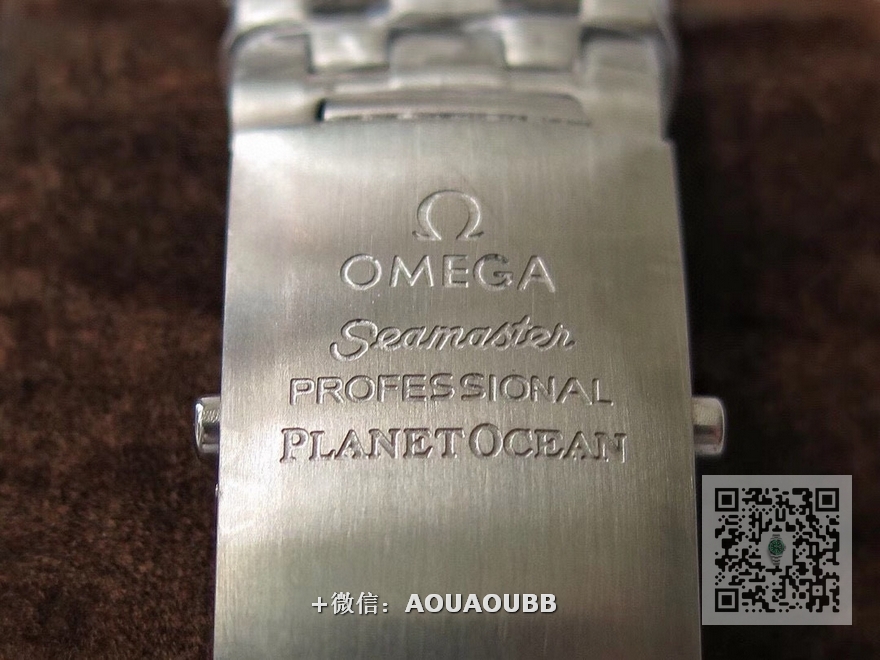 Ω
OMEGA
Seamaster
PROFESSIONAL
PLANET OCEAN
+微信：AOUAOUBB